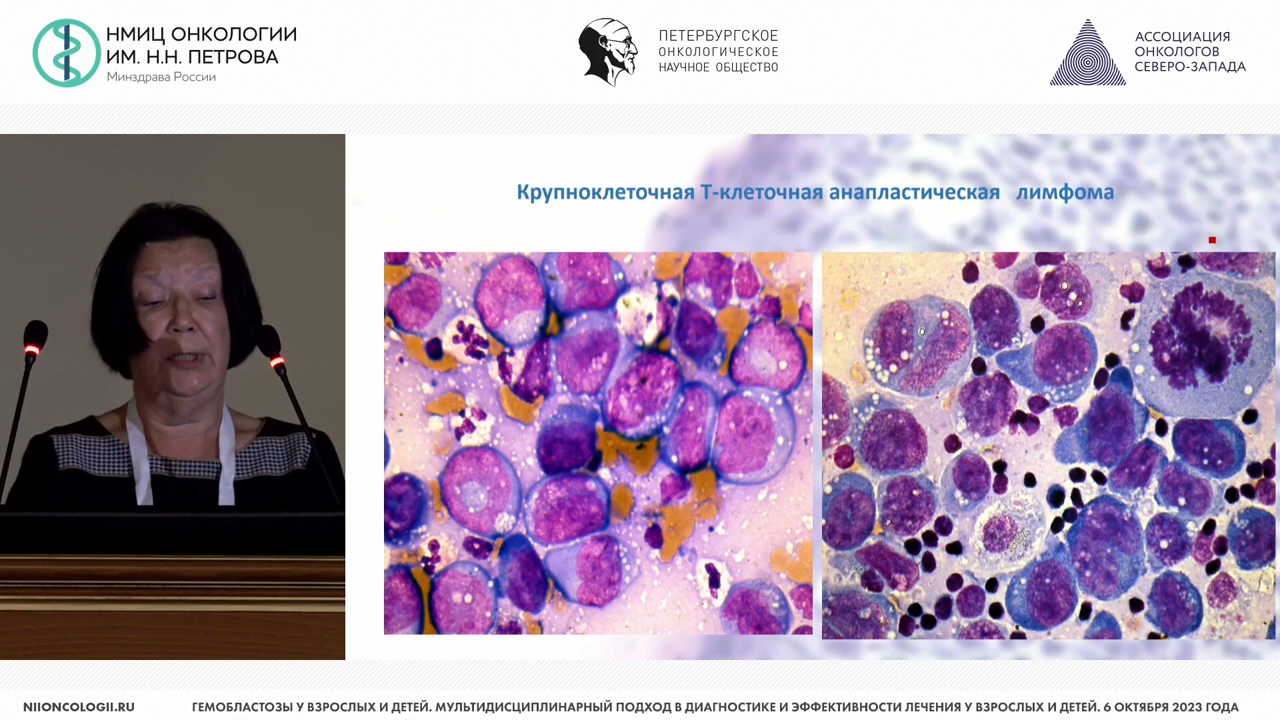 НМИЦ ОНКОЛОГИИ
ИМ. Н.Н. ПЕТРОВА
Минздрава России
ПЕТЕРБУРГСКОЕ
ОНКОЛОГИЧЕСКОЕ
НАУЧНОЕ ОБЩЕСТВО
АССОЦИАЦИЯ
ОНКОЛОГОВ
СЕВЕРО-ЗАПАДА
Крупноклеточная Т-клеточная анапластическая лимфома
NIIONCOLOGII.RU
ГЕМОБЛАСТОЗЫ У ВЗРОСЛЫХ И ДЕТЕЙ. МУЛЬТИДИСЦИПЛИНАРНЫЙ ПОДХОД В ДИАГНОСТИКЕ И ЭФФЕКТИВНОСТИ ЛЕЧЕНИЯ У ВЗРОСЛЫХ И ДЕТЕЙ. 6 ОКТЯБРЯ 2023 ГОДА